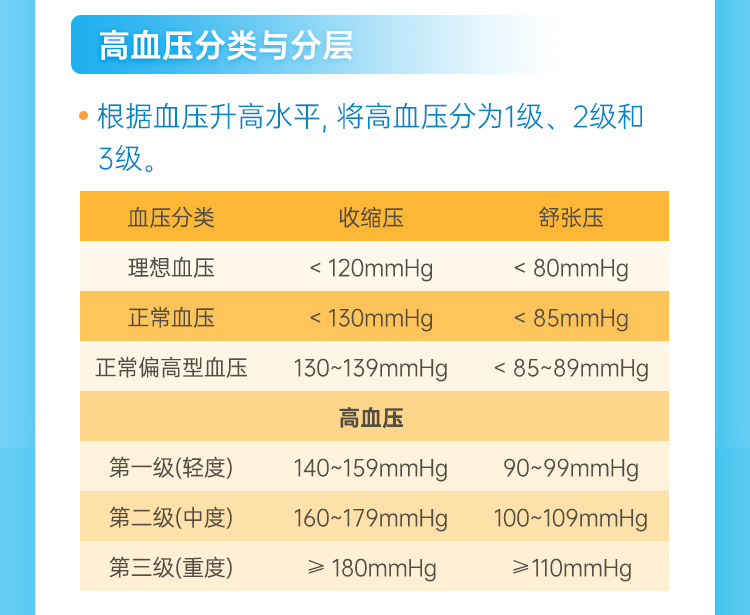 高血压分类与分层
根据血压升高水平, 将高血压分为1级、2级和
3级。
血压分类 收缩压 舒张压
理想血压 < 120mmHg < 80mmHg
正常血压 < 130mmHg < 85mmHg
正常偏高型血压 130~139mmHg < 85~89mmHg
高血压
第一级(轻度) 140~159mmHg 90~99mmHg
第二级(中度) 160~179mmHg 100~109mmHg
第三级(重度) ⩾ 180mmHg ⩾110mmHg